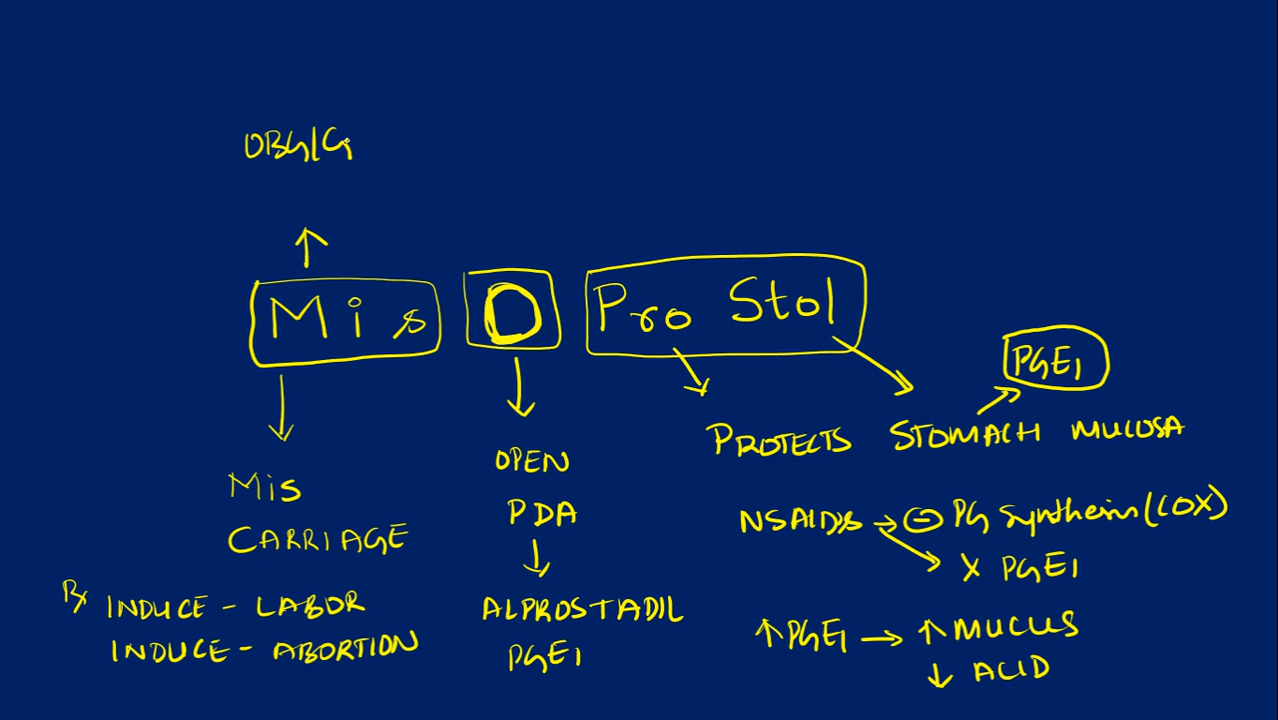 OBG/G
Mis O Pro Stol
PGE1
PROTECTS STOMACH MUCOSA
OPEN
PDA
Mis
CARRIAGE
NSAIDs → ⊖ PG Synthesis (COX)
X PGE1
Rx INDUCE - LABOR
INDUCE - ABORTION
ALPROSTADIL
PGE1
↑PGE1 → ↑MUCUS
↓ ACID